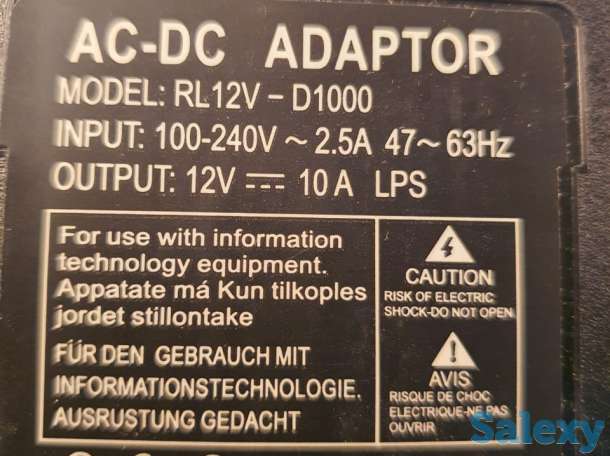 AC-DC ADAPTOR
MODEL: RL12V - D1000
INPUT: 100-240V ~ 2.5A 47~ 63Hz
OUTPUT: 12V ⎓ 10A LPS
For use with information
technology equipment.
Appatate má Kun tilkoples
jordet stillontake
FÜR DEN GEBRAUCH MIT
INFORMATIONSTECHNOLOGIE.
AUSRUSTUNG GEDACHT
CAUTION
RISK OF ELECTRIC
SHOCK-DO NOT OPEN
AVIS
RISQUE DE CHOC
ELECTRIQUE-NE PAS
OUVRIR
Salexy